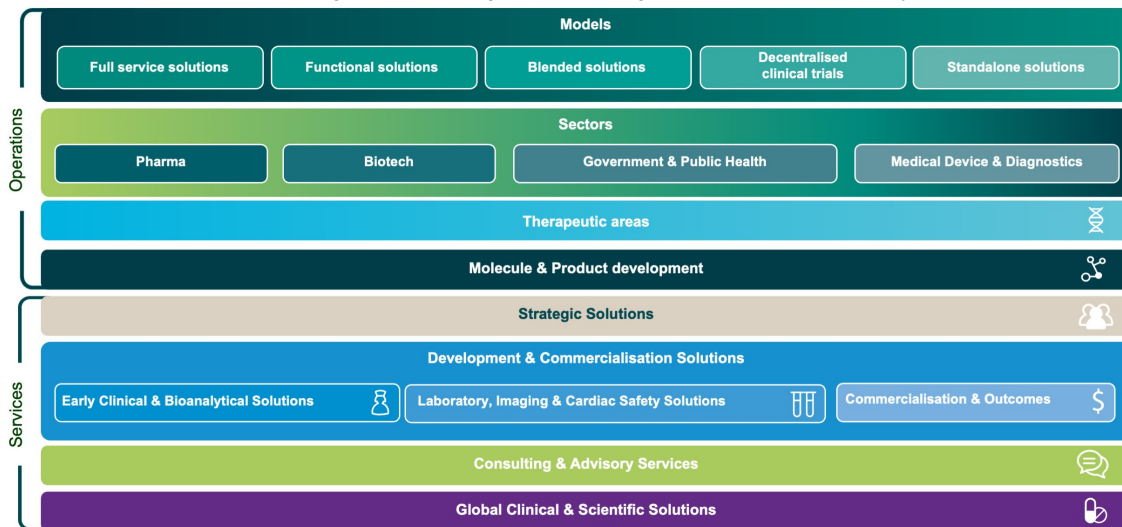 Models
Full service solutions
Functional solutions
Blended solutions
Decentralised
clinical trials
Standalone solutions
Operations
Sectors
Pharma
Biotech
Government & Public Health
Medical Device & Diagnostics
Therapeutic areas
Molecule & Product development
Strategic Solutions
Services
Development & Commercialisation Solutions
Early Clinical & Bioanalytical Solutions
Laboratory, Imaging & Cardiac Safety Solutions
Commercialisation & Outcomes
$
Consulting & Advisory Services
Global Clinical & Scientific Solutions